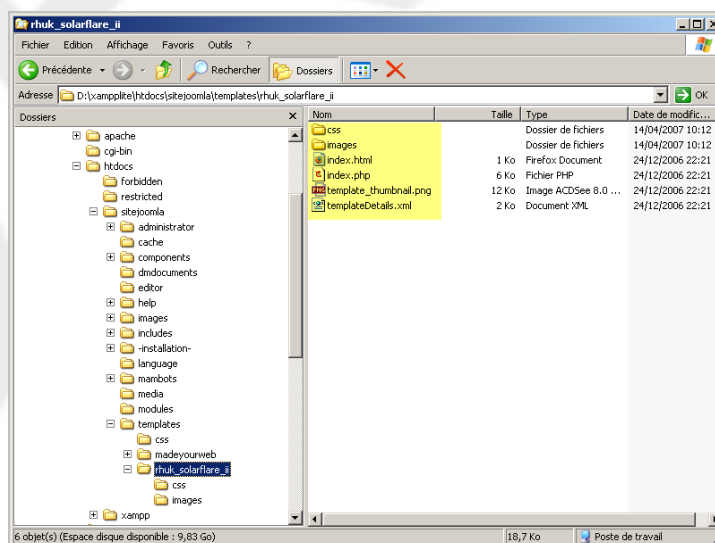 rhuk_solarflare_ii
Fichier Edition Affichage Favoris Outils ?
Précédente Rechercher Dossiers
Adresse D:\xampplite\htdocs\sitejoomla\templates\rhuk_solarflare_ii OK
Dossiers
apache
cgi-bin
htdocs
forbidden
restricted
sitejoomla
administrator
cache
components
dmdocuments
editor
help
images
includes
-installation-
language
mambots
media
modules
templates
css
madeyourweb
rhuk_solarflare_ii
css
images
xampp
Nom Taille Type Date de modific...
css Dossier de fichiers 14/04/2007 10:12
images Dossier de fichiers 14/04/2007 10:12
index.html 1 Ko Firefox Document 24/12/2006 22:21
index.php 6 Ko Fichier PHP 24/12/2006 22:21
template_thumbnail.png 12 Ko Image ACDSee 8.0 ... 24/12/2006 22:21
templateDetails.xml 2 Ko Document XML 24/12/2006 22:21
6 objet(s) (Espace disque disponible : 9,83 Go) 18,7 Ko Poste de travail